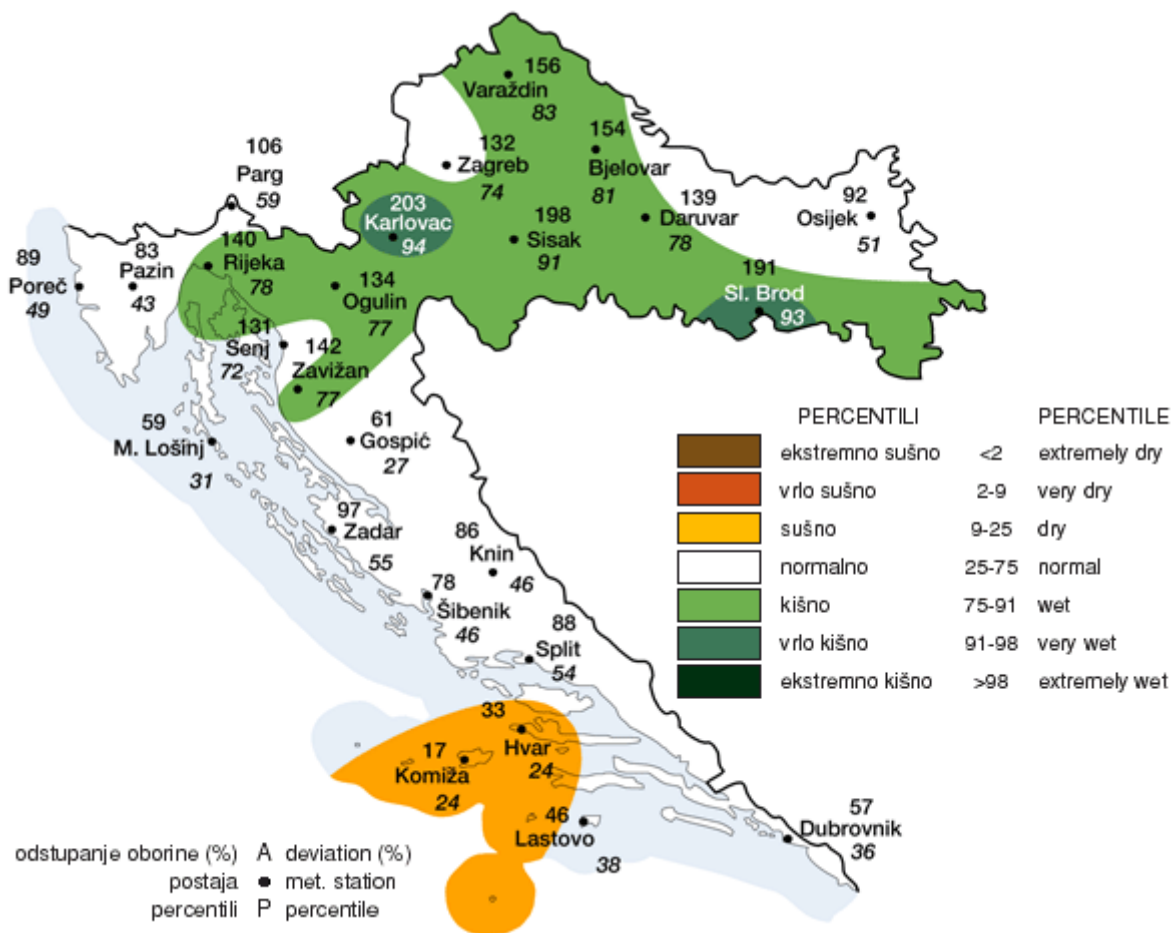 156
Varaždin
83
154
Bjelovar
81
132
Zagreb
74
106
Parg
59
203
Karlovac
94
198
Sisak
91
139
Daruvar
78
92
Osijek
51
191
Sl. Brod
93
89
Poreč
49
83
Pazin
43
140
Rijeka
78
134
Ogulin
77
131
Senj
72
142
Zavižan
77
59
M. Lošinj
31
61
Gospić
27
97
Zadar
55
86
Knin
46
78
Šibenik
46
88
Split
54
33
Hvar
24
17
Komiža
24
46
Lastovo
38
57
Dubrovnik
36
PERCENTILI PERCENTILE
ekstremno sušno <2 extremely dry
vrlo sušno 2-9 very dry
sušno 9-25 dry
normalno 25-75 normal
kišno 75-91 wet
vrlo kišno 91-98 very wet
ekstremno kišno >98 extremely wet
odstupanje oborine (%) A deviation (%)
postaja ● met. station
percentili P percentile